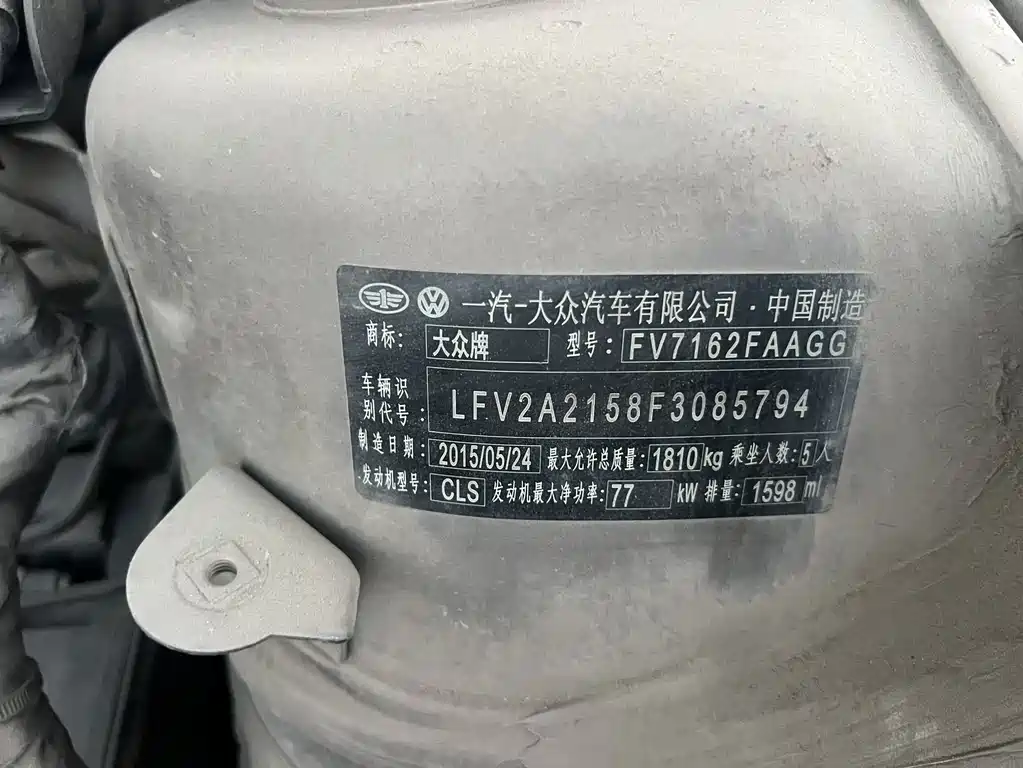 一汽-大众汽车有限公司·中国制造
商标: 大众牌 型号: FV7162FAAGG
车辆识
别代号: LFV2A2158F3085794
制造日期: 2015/05/24 最大允许总质量: 1810 kg 乘坐人数: 5 人
发动机型号: CLS 发动机最大净功率: 77 kW 排量: 1598 ml